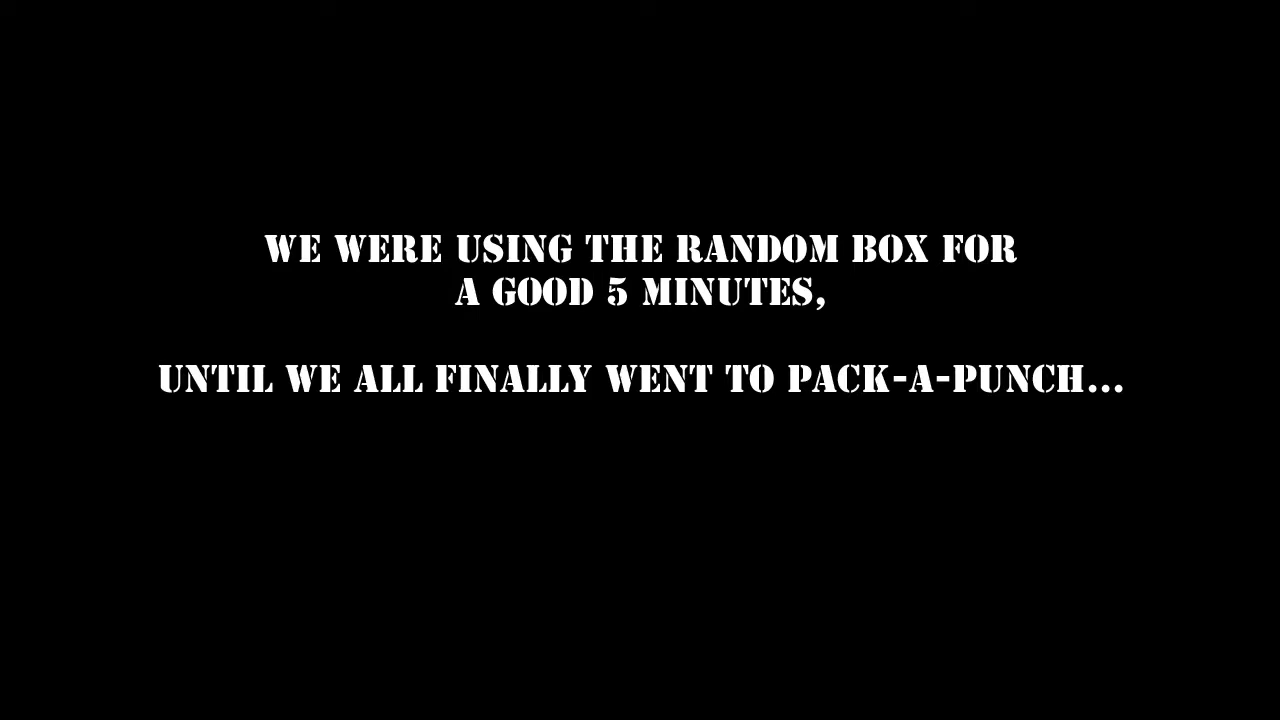 WE WERE USING THE RANDOM BOX FOR
A GOOD 5 MINUTES,
UNTIL WE ALL FINALLY WENT TO PACK-A-PUNCH...